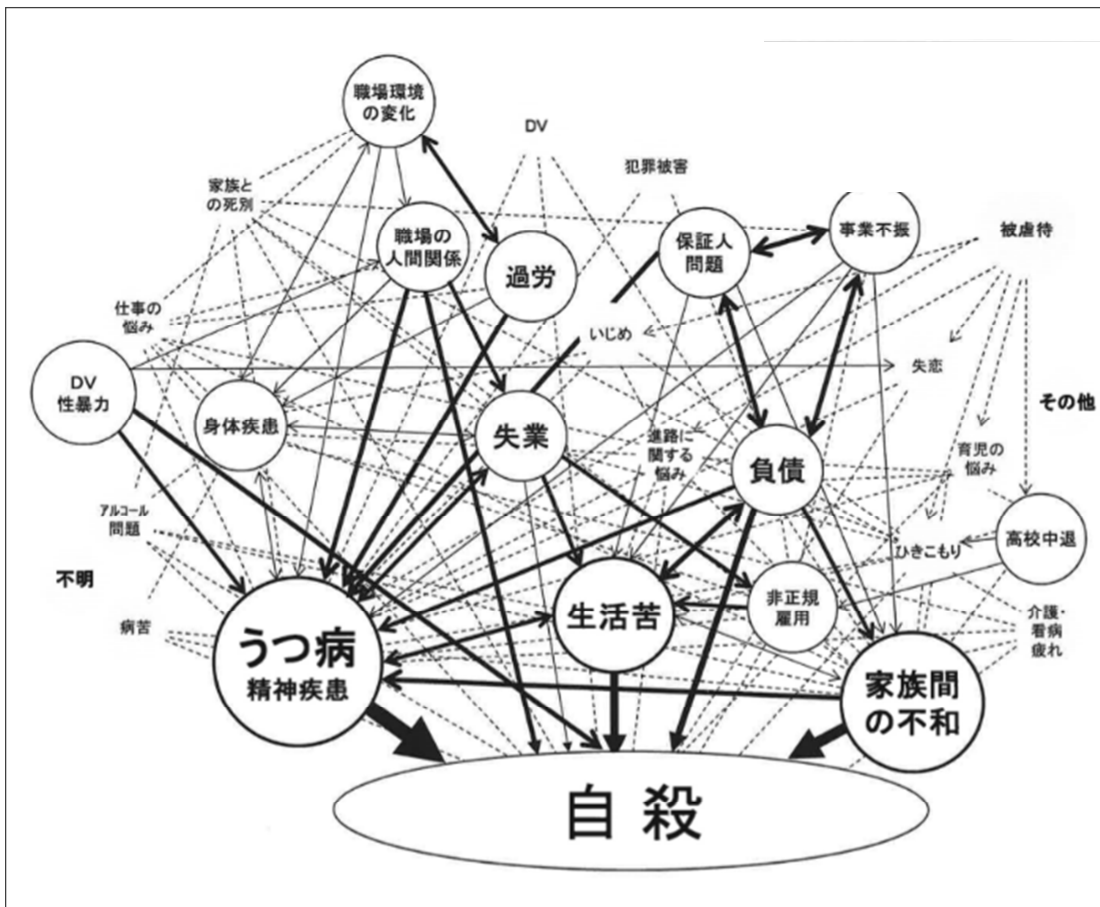 職場環境
の変化
DV
犯罪被害
家族と
の死別
職場の
人間関係
過労
保証人
問題
事業不振
被虐待
仕事の
悩み
いじめ
失恋
DV
性暴力
身体疾患
失業
進路に
関する
悩み
負債
その他
育児の
悩み
アルコール
問題
ひきこもり
高校中退
不明
病苦
うつ病
精神疾患
生活苦
非正規
雇用
介護・
看病
疲れ
家族間
の不和
自殺